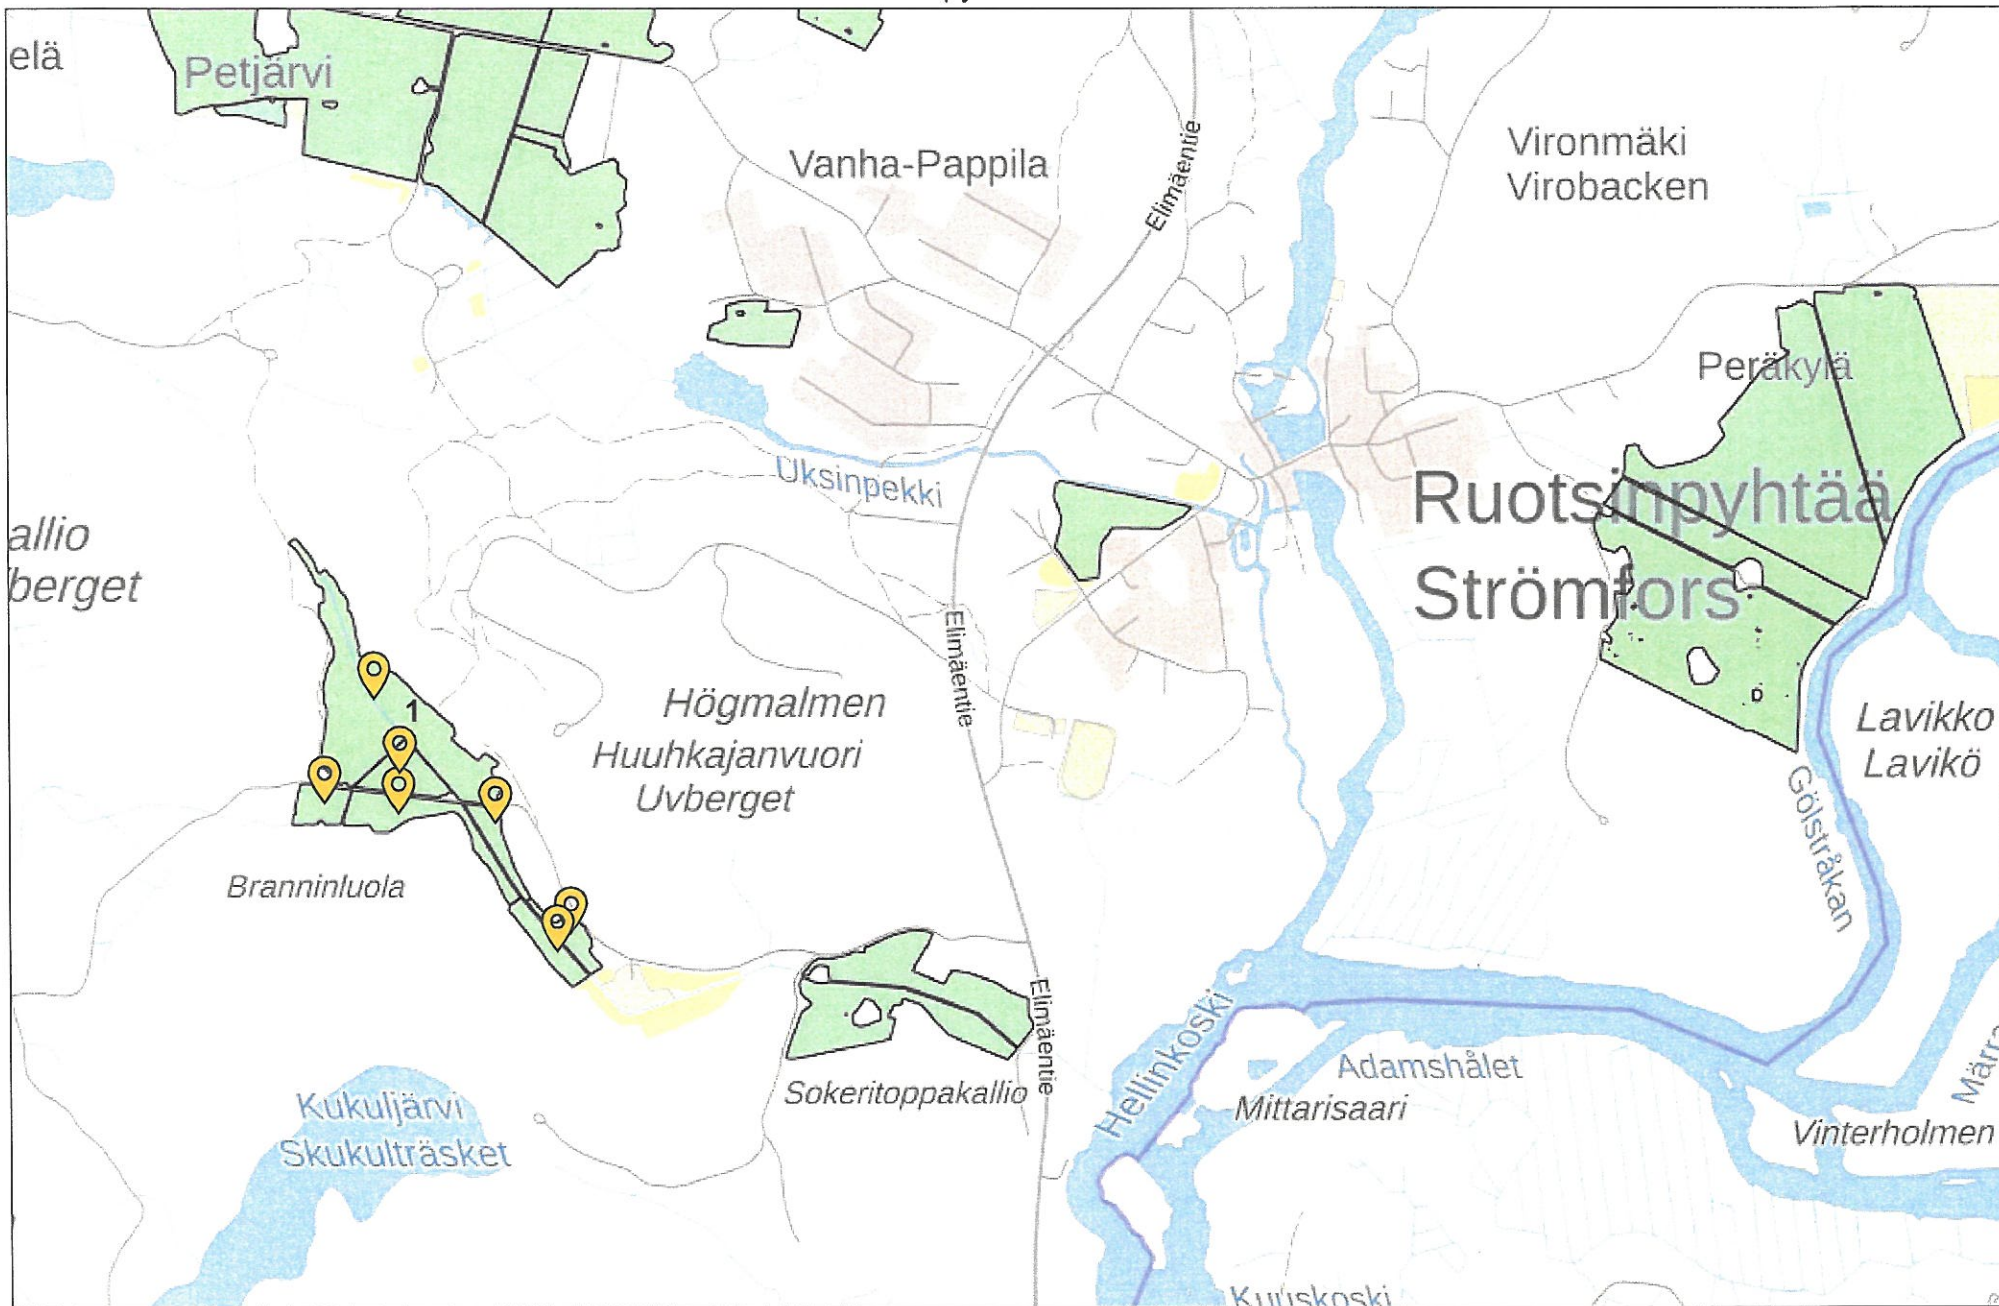 elä
Petjärvi
Vanha-Pappila
Elimäentie
Vironmäki
Virobacken
Peräkylä
Uksinpekki
Ruotsinpyhtää
Strömfors
allio
berget
Elimäentie
1
Högmalmen
Huuhkajanvuori
Uvberget
Lavikko
Lavikö
Gölstråkan
Branninluola
Elimäentie
Hellinkoski
Adamshålet
Mittarisaari
Sokeritoppakallio
Kukuljärvi
Skukulträsket
Vinterholmen
Kuuskoski